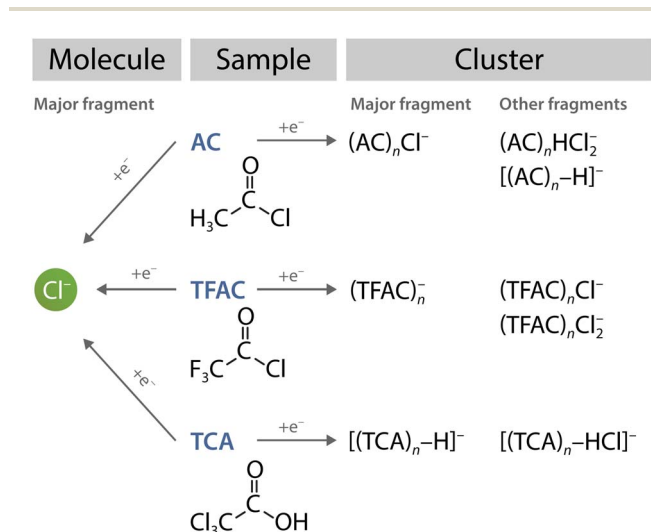 Molecule Sample Cluster
Major fragment Major fragment Other fragments
AC +e⁻ (AC)ₙCl⁻ (AC)ₙHCl₂⁻
+e⁻ [(AC)ₙ–H]⁻
O
C
H₃C Cl
Cl⁻ +e⁻ TFAC +e⁻ (TFAC)ₙ⁻ (TFAC)ₙCl⁻
(TFAC)ₙCl₂⁻
O
C
F₃C Cl
+e⁻
TCA +e⁻ [(TCA)ₙ–H]⁻ [(TCA)ₙ–HCl]⁻
O
C
Cl₃C OH